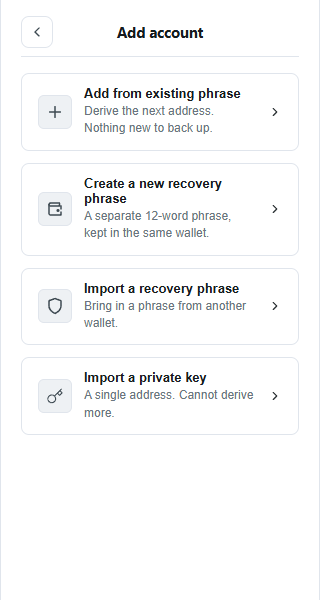 Add account
Add from existing phrase
Derive the next address.
Nothing new to back up.
Create a new recovery
phrase
A separate 12-word phrase,
kept in the same wallet.
Import a recovery phrase
Bring in a phrase from another
wallet.
Import a private key
A single address. Cannot derive
more.